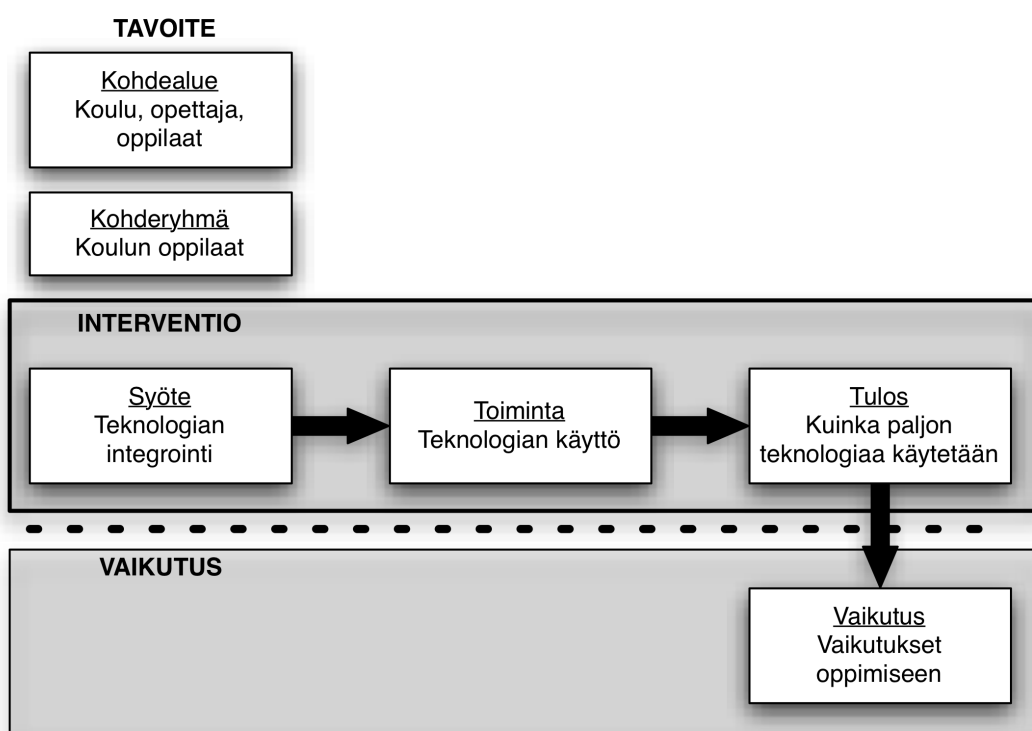 TAVOITE
Kohdealue
Koulu, opettaja,
oppilaat
Kohderyhmä
Koulun oppilaat
INTERVENTIO
Syöte
Teknologian
integrointi
Toiminta
Teknologian käyttö
Tulos
Kuinka paljon
teknologiaa käytetään
VAIKUTUS
Vaikutus
Vaikutukset
oppimiseen